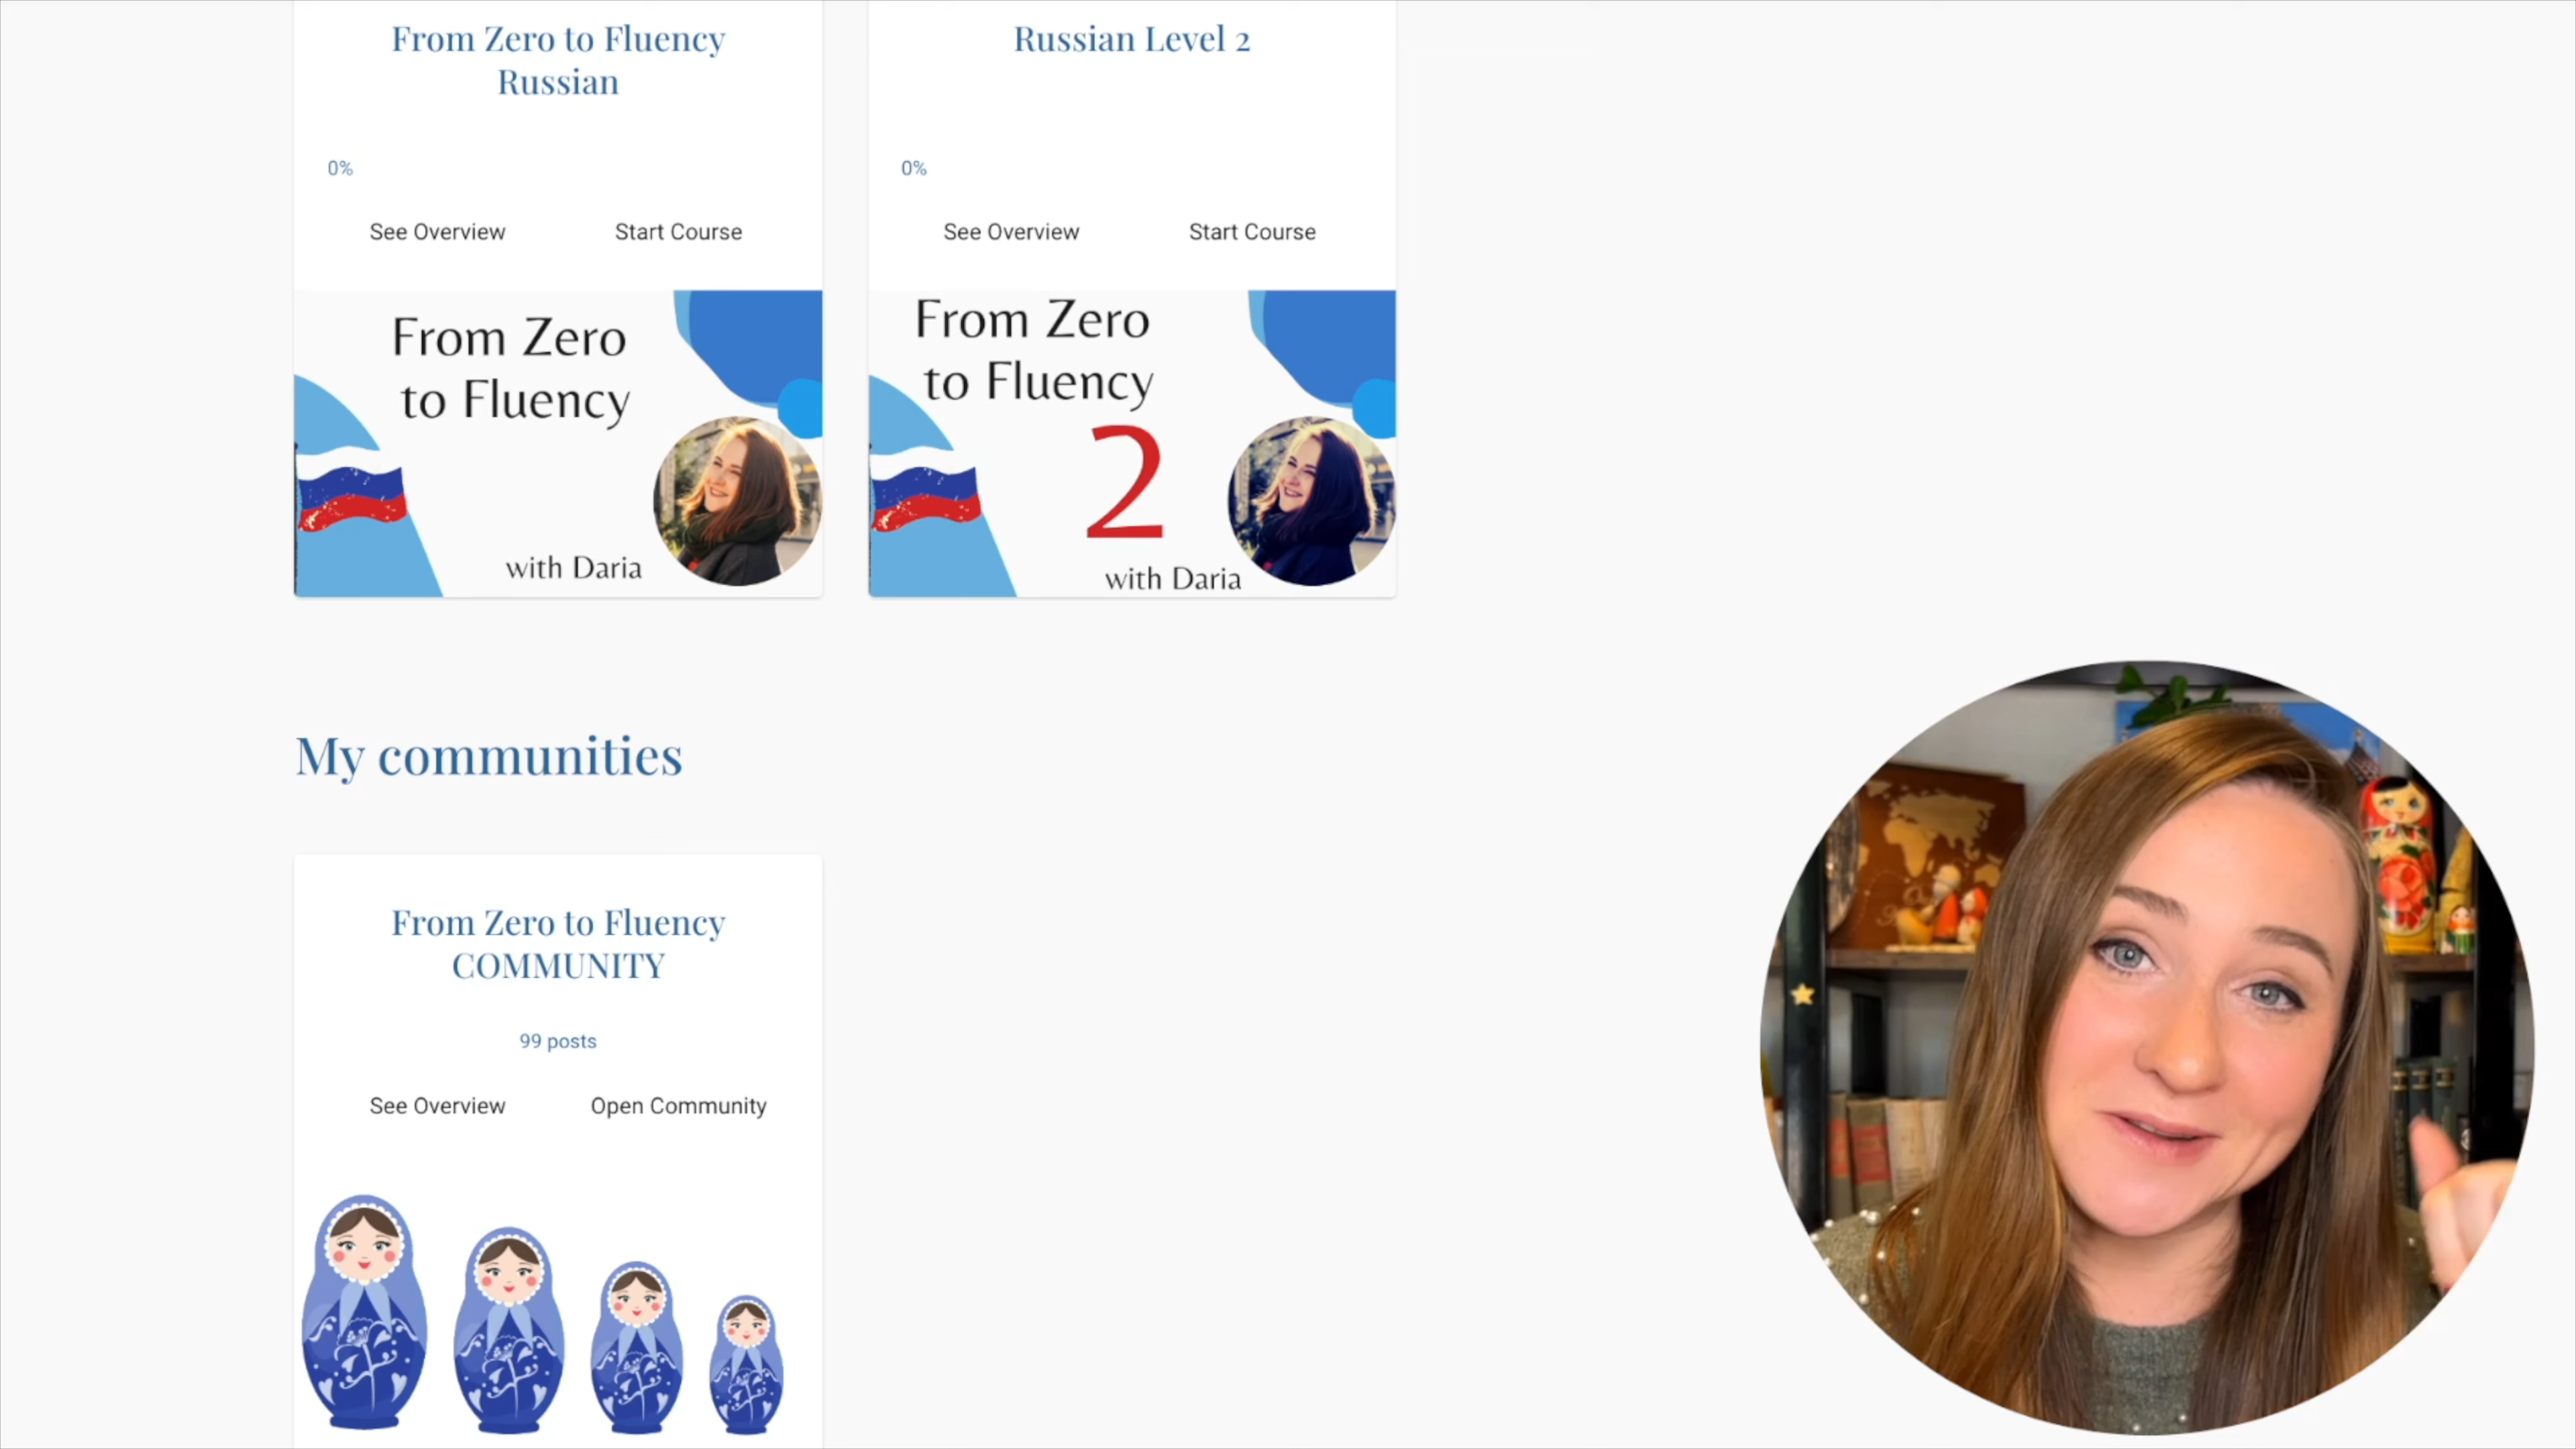 From Zero to Fluency
Russian
0%
See Overview
Start Course
From Zero
to Fluency
with Daria
Russian Level 2
0%
See Overview
Start Course
From Zero
to Fluency
2
with Daria
My communities
From Zero to Fluency
COMMUNITY
99 posts
See Overview
Open Community